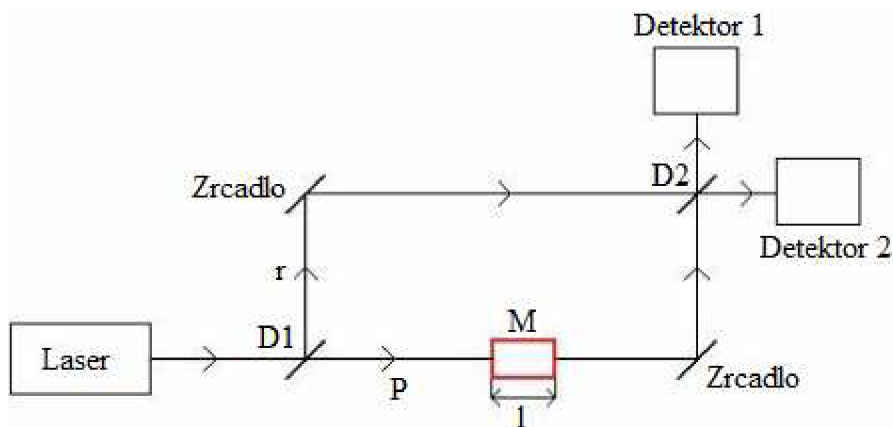 Detektor 1
Zrcadlo
D2
Detektor 2
r
M
D1
Laser
P
Zrcadlo
l